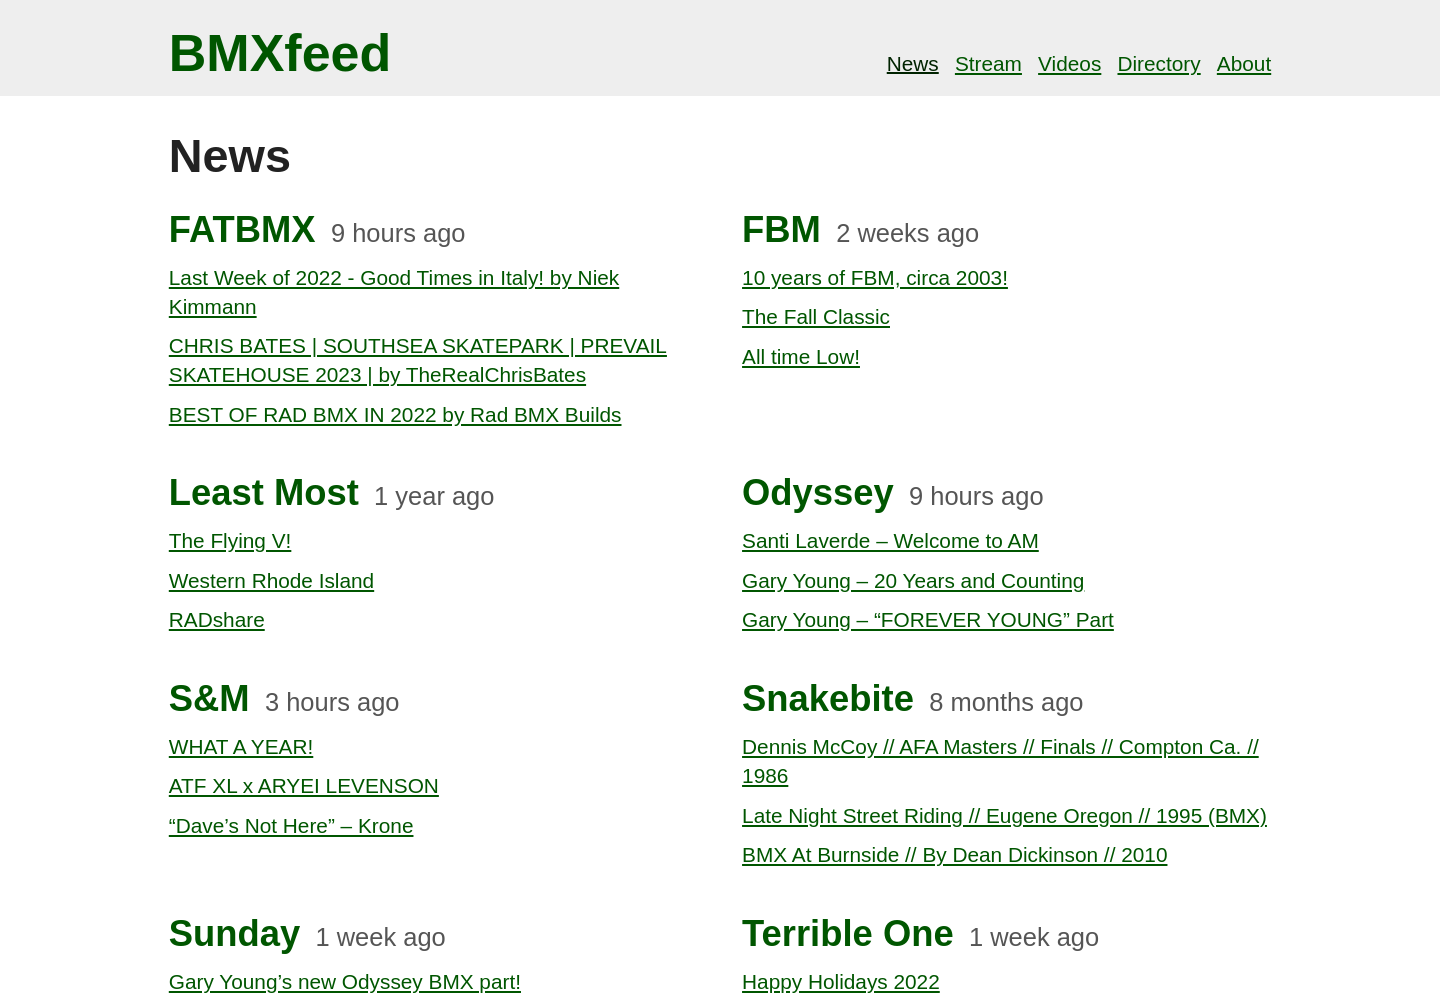 BMXfeed
News Stream Videos Directory About
News
FATBMX 9 hours ago
Last Week of 2022 - Good Times in Italy! by Niek
Kimmann
CHRIS BATES | SOUTHSEA SKATEPARK | PREVAIL
SKATEHOUSE 2023 | by TheRealChrisBates
BEST OF RAD BMX IN 2022 by Rad BMX Builds
FBM 2 weeks ago
10 years of FBM, circa 2003!
The Fall Classic
All time Low!
Least Most 1 year ago
The Flying V!
Western Rhode Island
RADshare
Odyssey 9 hours ago
Santi Laverde – Welcome to AM
Gary Young – 20 Years and Counting
Gary Young – “FOREVER YOUNG” Part
S&M 3 hours ago
WHAT A YEAR!
ATF XL x ARYEI LEVENSON
“Dave’s Not Here” – Krone
Snakebite 8 months ago
Dennis McCoy // AFA Masters // Finals // Compton Ca. //
1986
Late Night Street Riding // Eugene Oregon // 1995 (BMX)
BMX At Burnside // By Dean Dickinson // 2010
Sunday 1 week ago
Gary Young’s new Odyssey BMX part!
Terrible One 1 week ago
Happy Holidays 2022